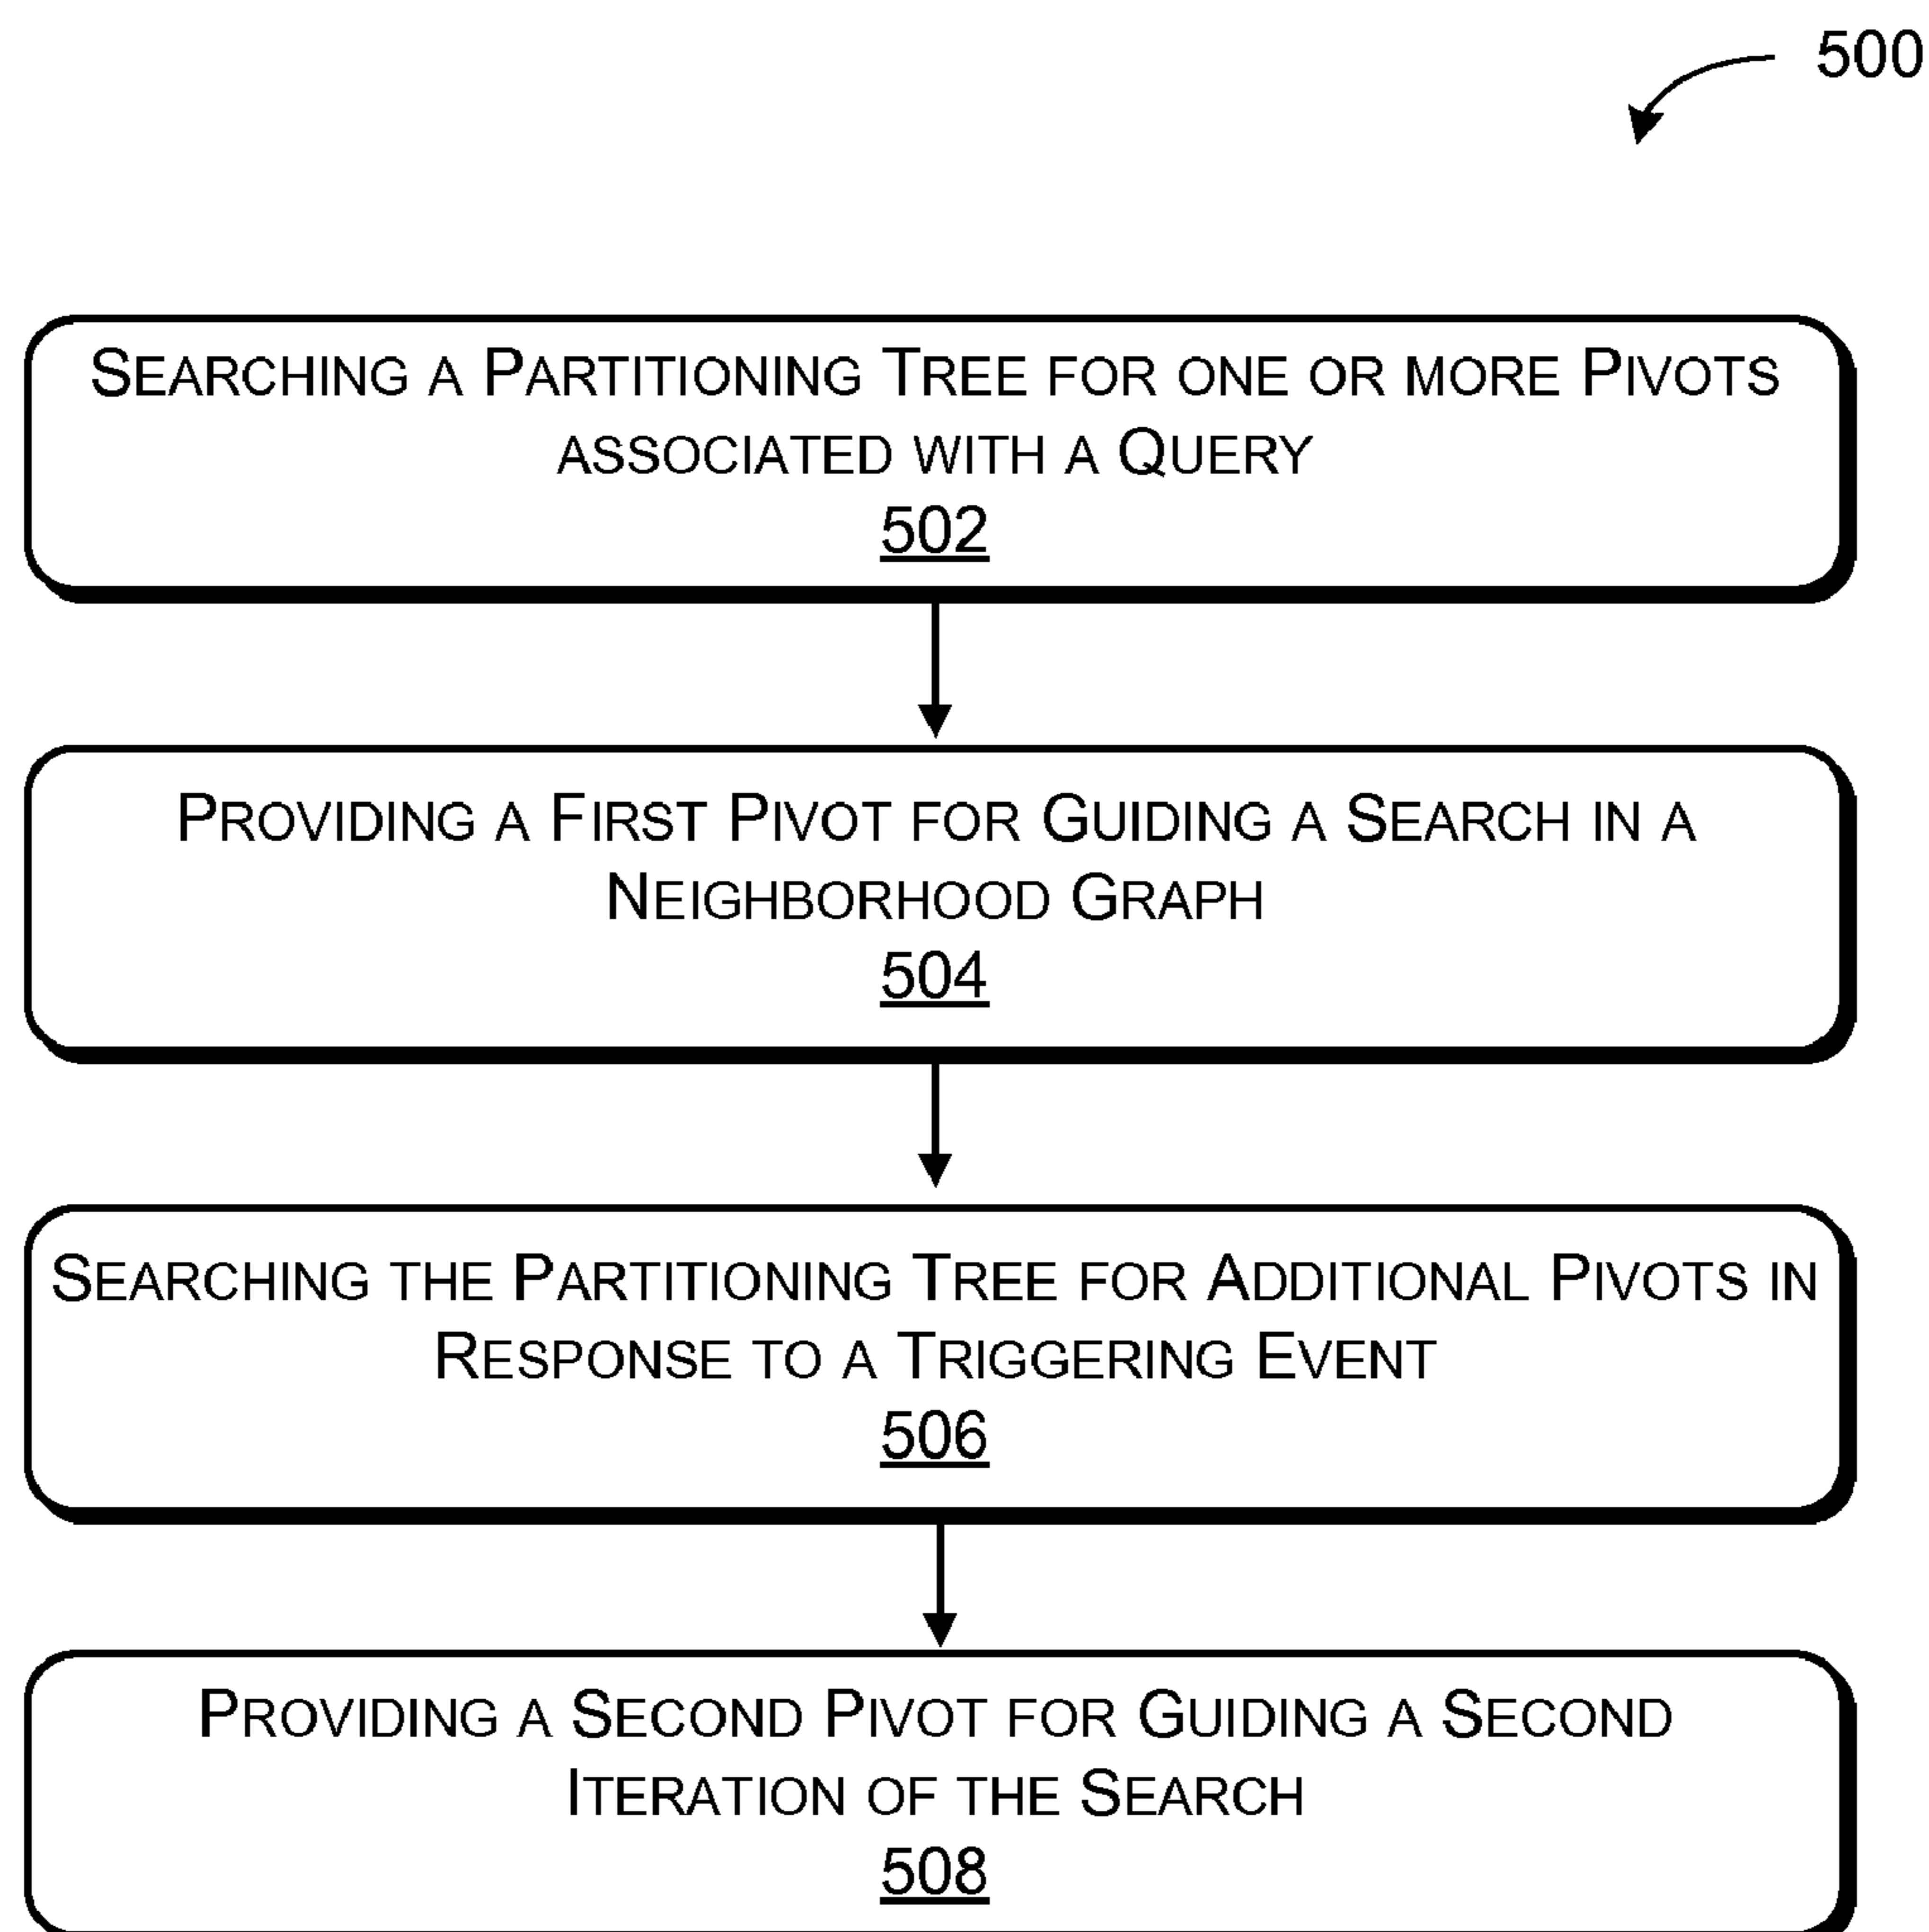 500
Searching a Partitioning Tree for one or more Pivots
associated with a Query
502
Providing a First Pivot for Guiding a Search in a
Neighborhood Graph
504
Searching the Partitioning Tree for Additional Pivots in
Response to a Triggering Event
506
Providing a Second Pivot for Guiding a Second
Iteration of the Search
508